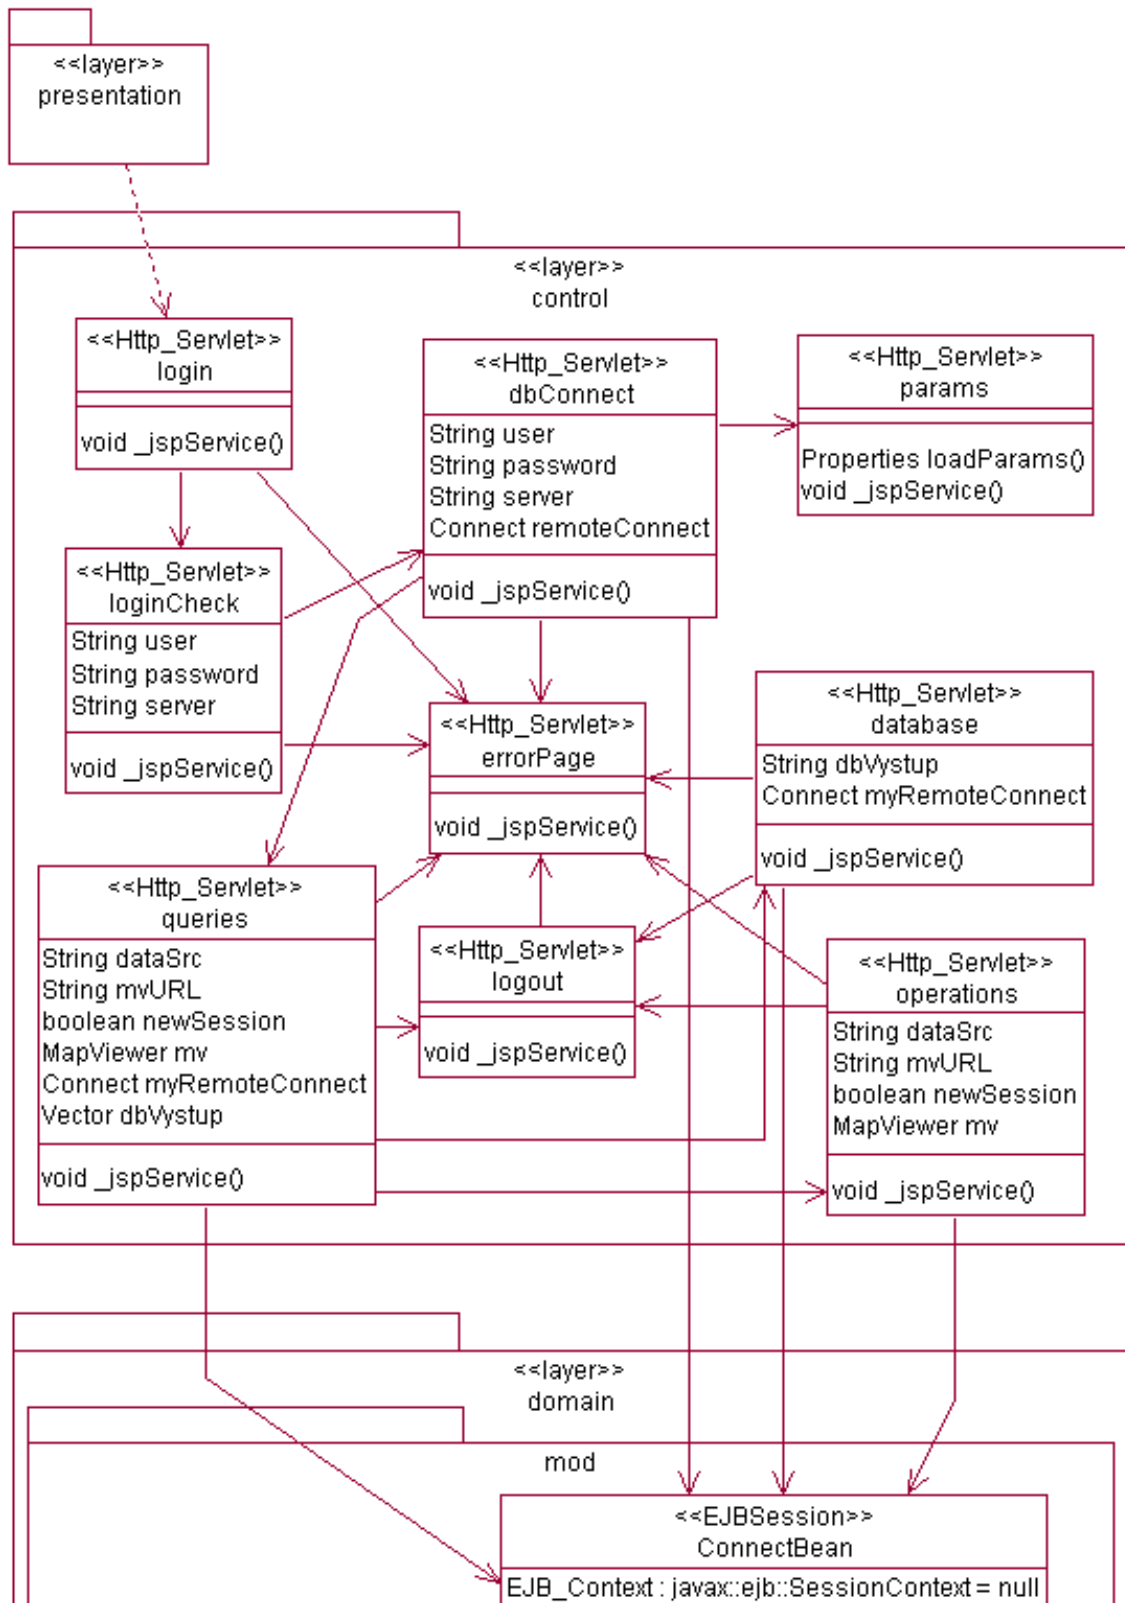 <<layer>>
presentation
<<layer>>
control
<<Http_Servlet>>
login
void _jspService()
<<Http_Servlet>>
dbConnect
String user
String password
String server
Connect remoteConnect
void _jspService()
<<Http_Servlet>>
params
Properties loadParams()
void _jspService()
<<Http_Servlet>>
loginCheck
String user
String password
String server
void _jspService()
<<Http_Servlet>>
errorPage
void _jspService()
<<Http_Servlet>>
database
String dbVystup
Connect myRemoteConnect
void _jspService()
<<Http_Servlet>>
queries
String dataSrc
String mvURL
boolean newSession
MapViewer mv
Connect myRemoteConnect
Vector dbVystup
void _jspService()
<<Http_Servlet>>
logout
void _jspService()
<<Http_Servlet>>
operations
String dataSrc
String mvURL
boolean newSession
MapViewer mv
void _jspService()
<<layer>>
domain
mod
<<EJBSession>>
ConnectBean
EJB_Context : javax::ejb::SessionContext = null